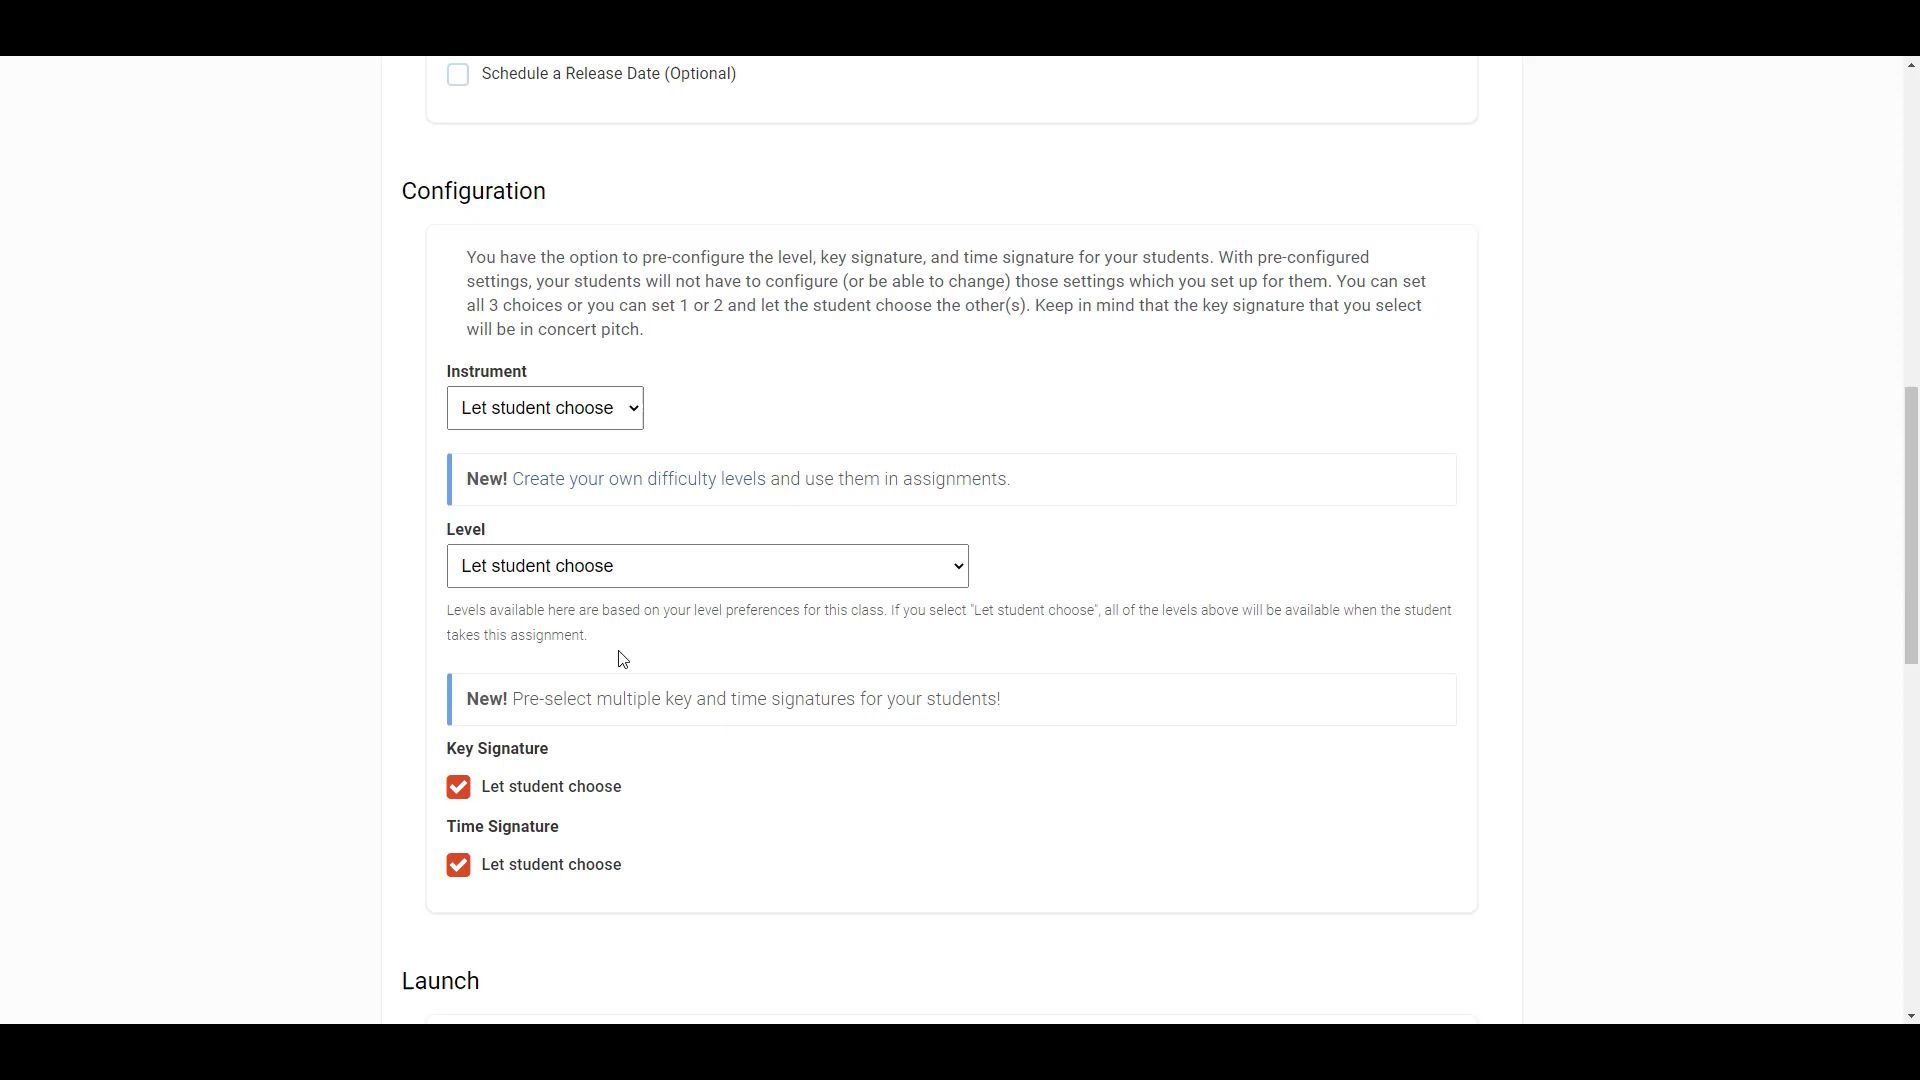 Schedule a Release Date (Optional)
Configuration
You have the option to pre-configure the level, key signature, and time signature for your students. With pre-configured
settings, your students will not have to configure (or be able to change) those settings which you set up for them. You can set
all 3 choices or you can set 1 or 2 and let the student choose the other(s). Keep in mind that the key signature that you select
will be in concert pitch.
Instrument
Let student choose
New! Create your own difficulty levels and use them in assignments.
Level
Let student choose
Levels available here are based on your level preferences for this class. If you select "Let student choose", all of the levels above will be available when the student
takes this assignment.
New! Pre-select multiple key and time signatures for your students!
Key Signature
Let student choose
Time Signature
Let student choose
Launch